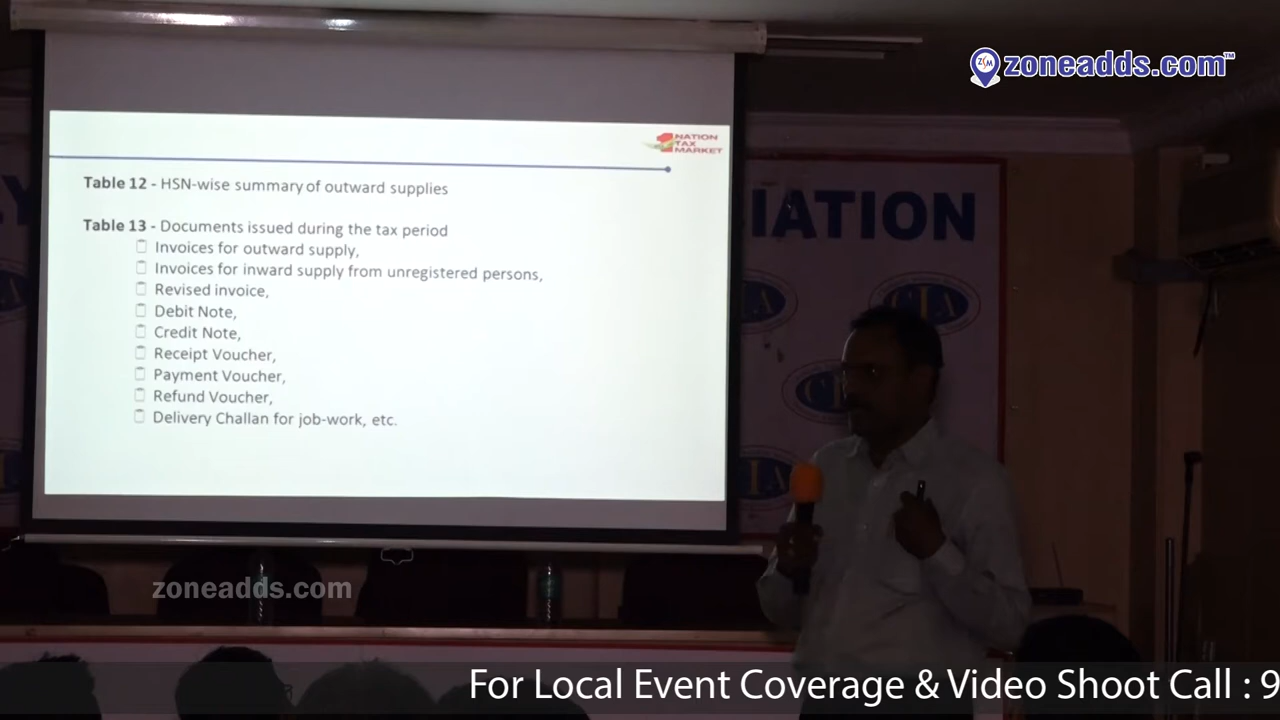 zoneadds.com™
1 NATION
TAX
MARKET
Table 12 - HSN-wise summary of outward supplies
Table 13 - Documents issued during the tax period
Invoices for outward supply,
Invoices for inward supply from unregistered persons,
Revised invoice,
Debit Note,
Credit Note,
Receipt Voucher,
Payment Voucher,
Refund Voucher,
Delivery Challan for job-work, etc.
IATION
CIA
zoneadds.com
For Local Event Coverage & Video Shoot Call : 9